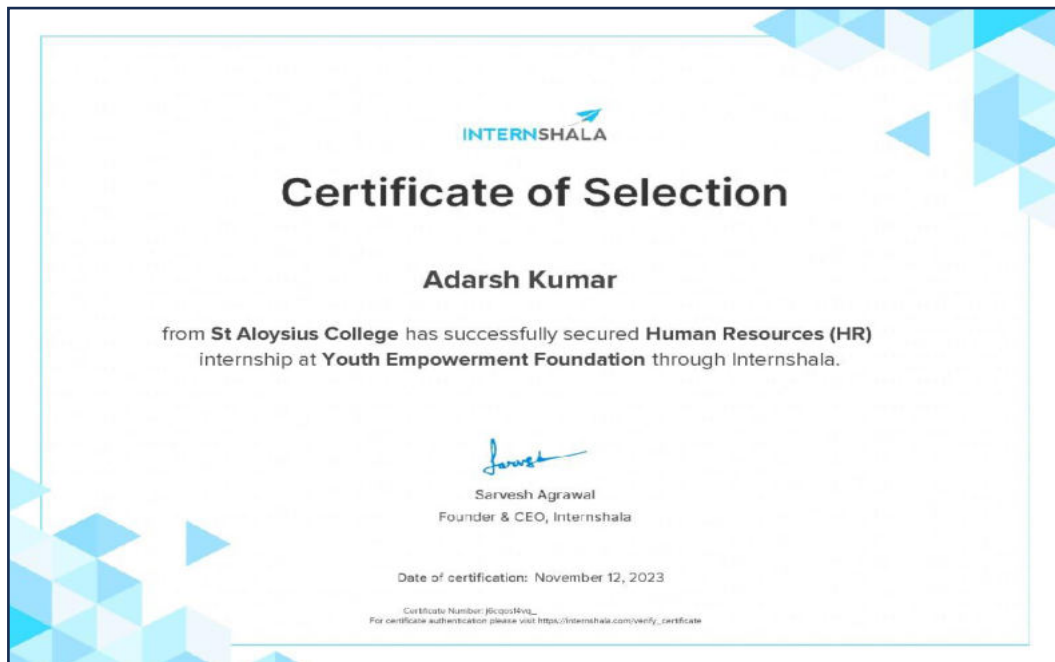 INTERNSHALA
Certificate of Selection
Adarsh Kumar
from St Aloysius College has successfully secured Human Resources (HR)
internship at Youth Empowerment Foundation through Internshala.
Sarvesh Agrawal
Founder & CEO, Internshala
Date of certification: November 12, 2023
Certificate Number:
For certificate authentication please visit https://internshala.com/verify_certificate